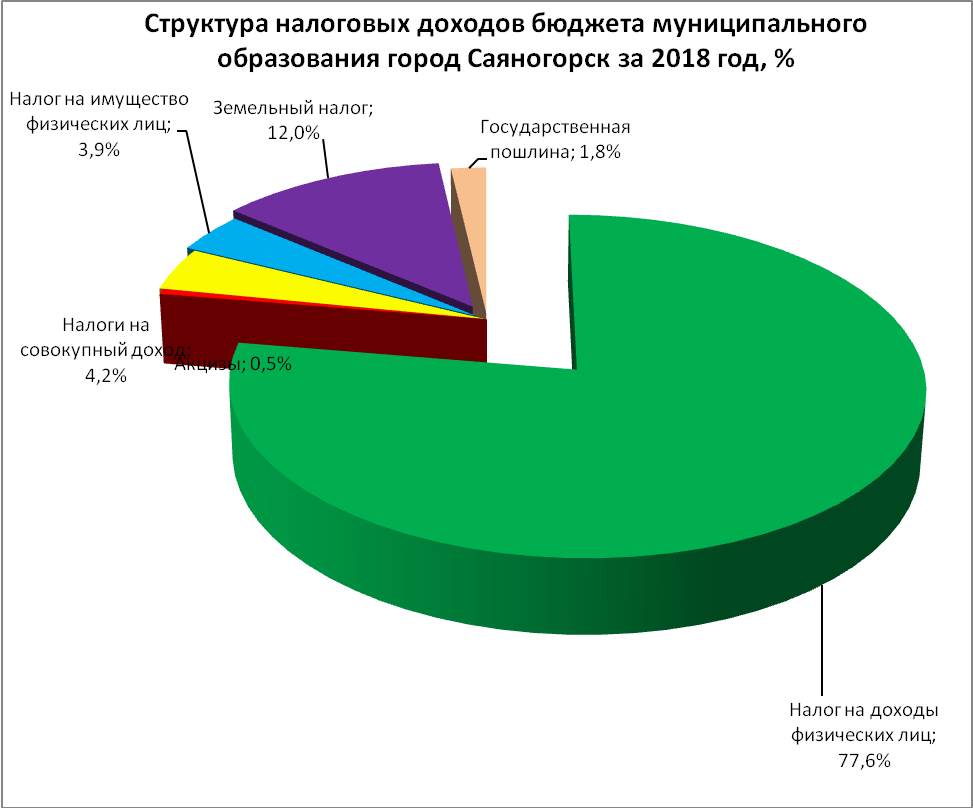 Структура налоговых доходов бюджета муниципального
образования город Саяногорск за 2018 год, %
Налог на имущество
физических лиц;
3,9%
Земельный налог;
12,0%
Государственная
пошлина; 1,8%
Налоги на
совокупный доход;
4,2%
Акцизы; 0,5%
Налог на доходы
физических лиц;
77,6%